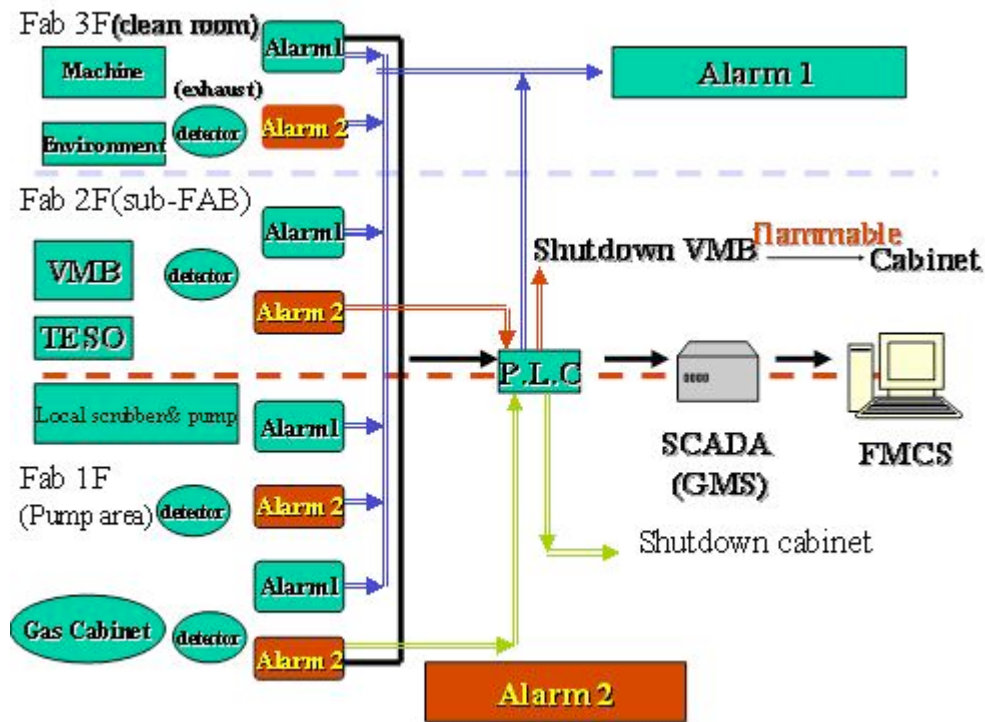 Fab 3F(clean room)
Alarm1
Machine
(exhaust)
Alarm 1
detector
Alarm 2
Environment
Fab 2F(sub-FAB)
Alarm1
VMB
detector
Shutdown VMB
flammable
Cabinet
Alarm 2
TESO
P.L.C
Local scrubber& pump
Alarm1
SCADA
(GMS)
FMCS
Fab 1F
(Pump area)
detector
Alarm 2
Shutdown cabinet
Alarm1
Gas Cabinet
detector
Alarm 2
Alarm 2